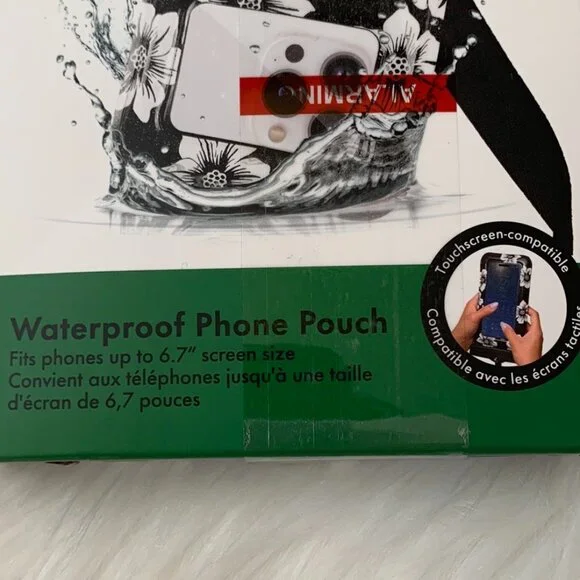 ALARMING
Waterproof Phone Pouch
Fits phones up to 6.7" screen size
Convient aux téléphones jusqu'à une taille
d'écran de 6,7 pouces
Touchscreen-compatible
Compatible avec les écrans tactiles